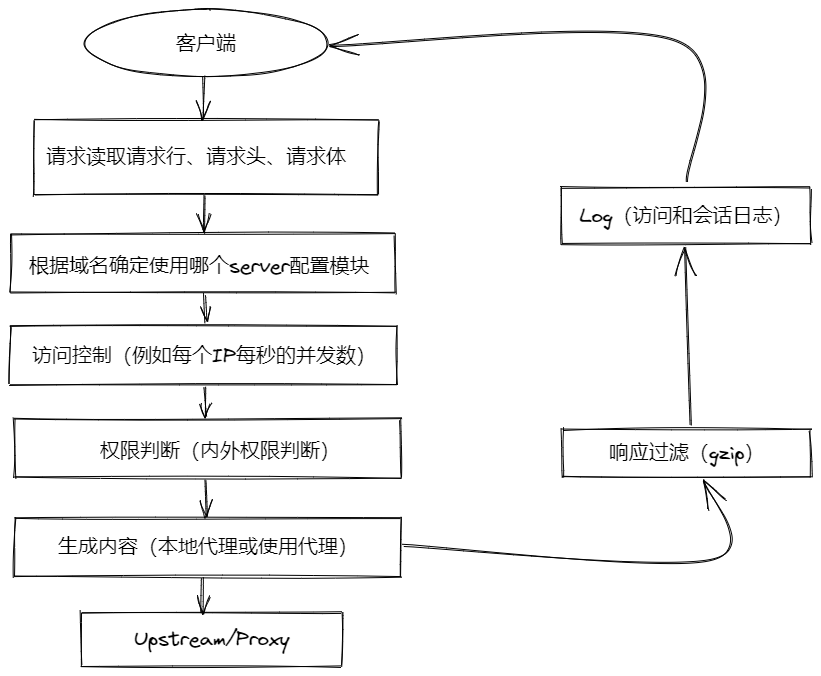 客户端
请求读取请求行、请求头、请求体
根据域名确定使用哪个server配置模块
访问控制（例如每个IP每秒的并发数）
权限判断（内外权限判断）
生成内容（本地代理或使用代理）
Upstream/Proxy
响应过滤（gzip）
Log（访问和会话日志）